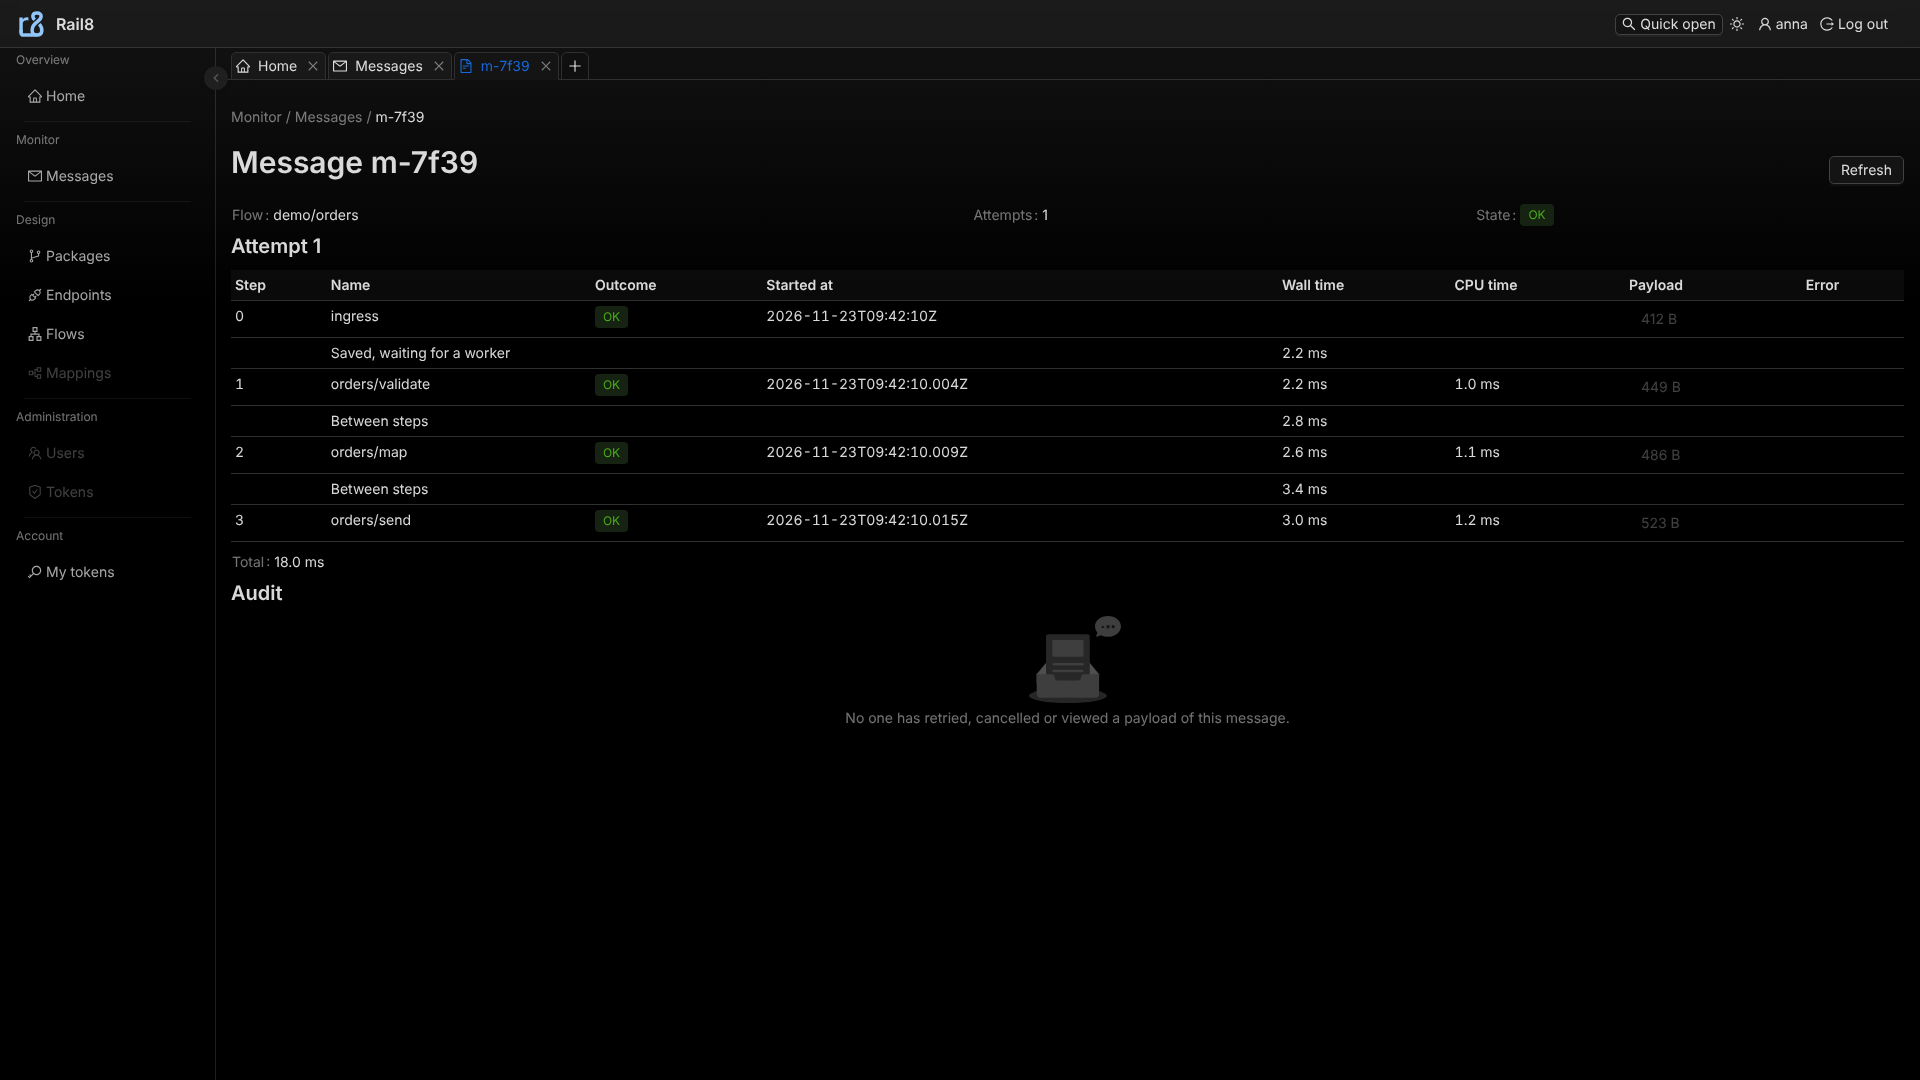 Rail8
Quick open
anna
Log out
Overview
Home
Monitor
Messages
Design
Packages
Endpoints
Flows
Mappings
Administration
Users
Tokens
Account
My tokens
Home
Messages
m-7f39
Monitor / Messages / m-7f39
Message m-7f39
Refresh
Flow: demo/orders
Attempts: 1
State: OK
Attempt 1
Step Name Outcome Started at Wall time CPU time Payload Error
0 ingress OK 2026-11-23T09:42:10Z 412 B
Saved, waiting for a worker 2.2 ms
1 orders/validate OK 2026-11-23T09:42:10.004Z 2.2 ms 1.0 ms 449 B
Between steps 2.8 ms
2 orders/map OK 2026-11-23T09:42:10.009Z 2.6 ms 1.1 ms 486 B
Between steps 3.4 ms
3 orders/send OK 2026-11-23T09:42:10.015Z 3.0 ms 1.2 ms 523 B
Total: 18.0 ms
Audit
No one has retried, cancelled or viewed a payload of this message.